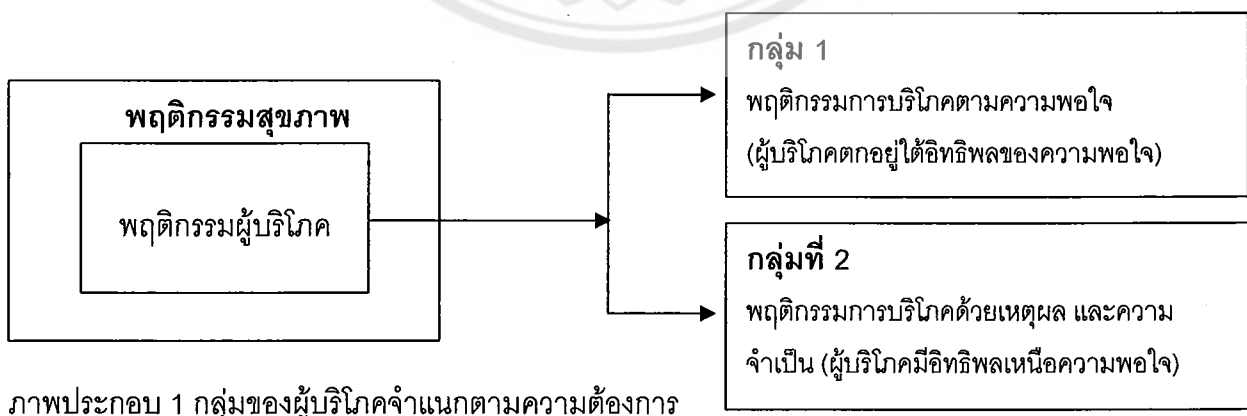 พฤติกรรมสุขภาพ
พฤติกรรมผู้บริโภค
กลุ่ม 1
พฤติกรรมการบริโภคตามความพอใจ
(ผู้บริโภคตกอยู่ใต้อิทธิพลของความพอใจ)
กลุ่มที่ 2
พฤติกรรมการบริโภคด้วยเหตุผล และความ
จำเป็น (ผู้บริโภคมีอิทธิพลเหนือความพอใจ)
ภาพประกอบ 1 กลุ่มของผู้บริโภคจำแนกตามความต้องการ